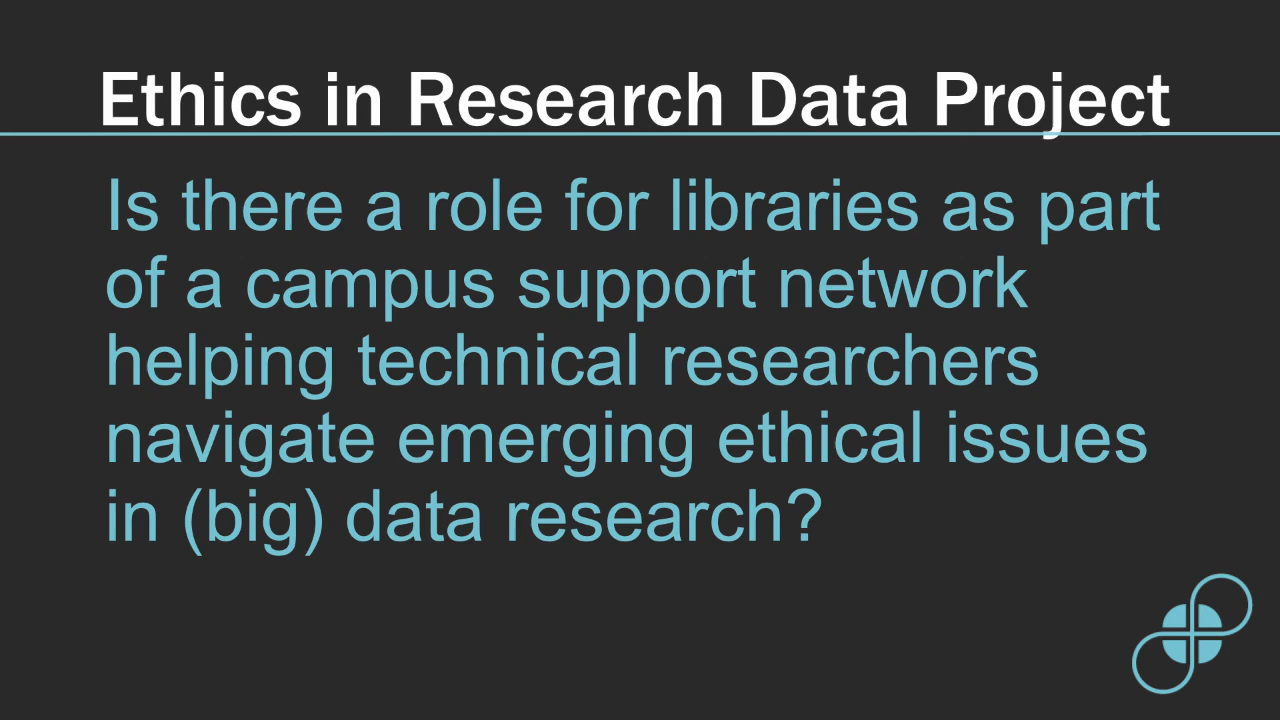 Ethics in Research Data Project
Is there a role for libraries as part
of a campus support network
helping technical researchers
navigate emerging ethical issues
in (big) data research?